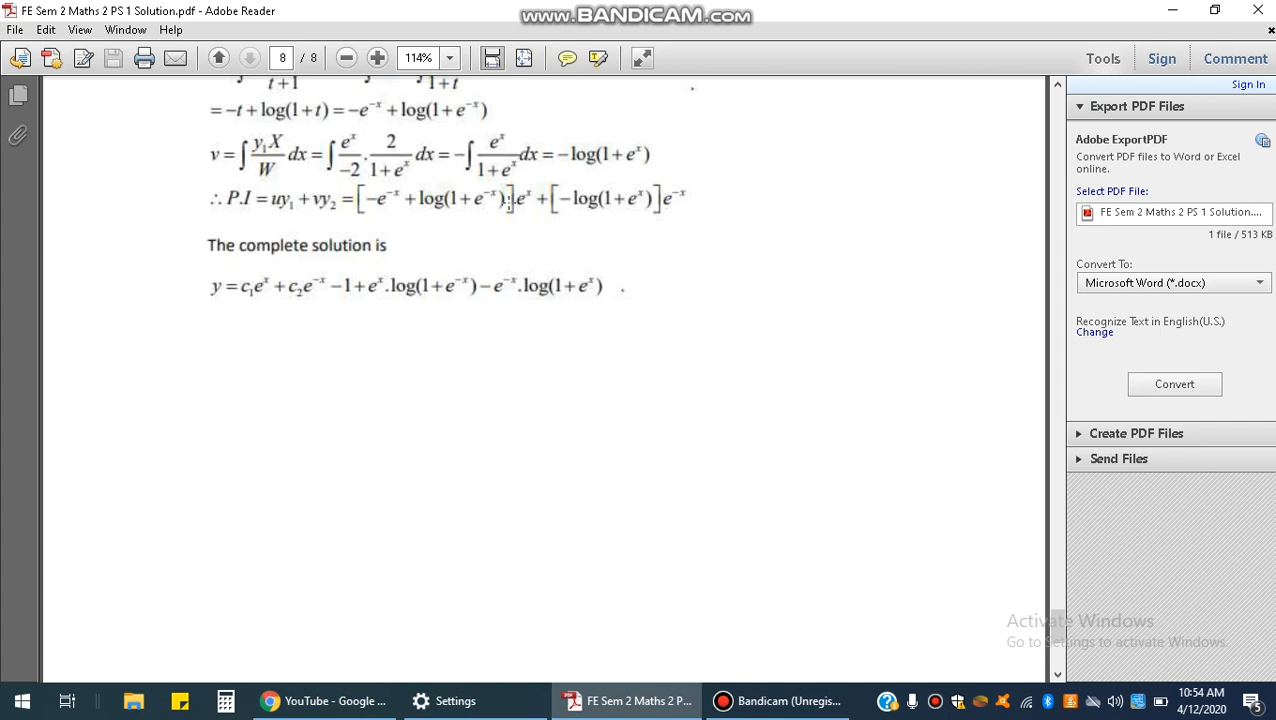 FE Sem 2 Maths 2 PS 1 Solution.pdf - Adobe Reader
www.BANDICAM.com
File Edit View Window Help
8 / 8 114% Tools Sign Comment
Sign In
Export PDF Files
Adobe ExportPDF
Convert PDF files to Word or Excel online.
Select PDF File:
FE Sem 2 Maths 2 PS 1 Solution....
1 file / 513 KB
Convert To:
Microsoft Word (*.docx)
Recognize Text in English(U.S.)
Change
Convert
Create PDF Files
Send Files
t+1 1+t .
= −t + log(1+t) = −e^{−x} + log(1+e^{−x})
v = ∫ y₁X/W dx = ∫ e^x/−2 . 2/(1+e^x) dx = −∫ e^x/(1+e^x) dx = −log(1+e^x)
∴ P.I = uy₁ + vy₂ = [−e^{−x} + log(1+e^{−x})].e^x + [−log(1+e^x)]e^{−x}
The complete solution is
y = c₁e^x + c₂e^{−x} −1 + e^x.log(1+e^{−x}) − e^{−x}.log(1+e^x) .
Activate Windows
Go to Settings to activate Windows.
YouTube - Google ... Settings FE Sem 2 Maths 2 P... Bandicam (Unregis...
10:54 AM
4/12/2020
5